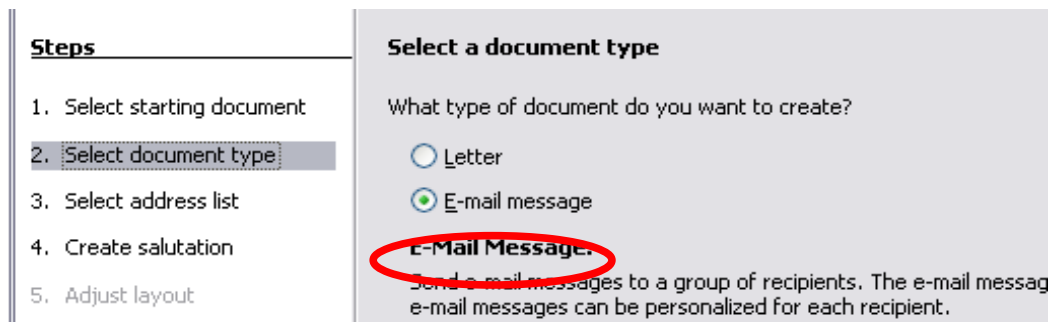 Steps
1. Select starting document
2. Select document type
3. Select address list
4. Create salutation
5. Adjust layout
Select a document type
What type of document do you want to create?
Letter
E-mail message
E-Mail Message.
Send e-mail messages to a group of recipients. The e-mail messag
e-mail messages can be personalized for each recipient.